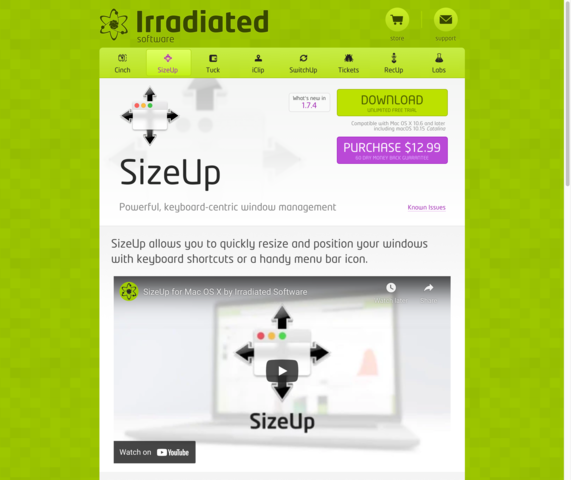 Irradiated
software
store
support
Cinch
SizeUp
Tuck
iClip
SwitchUp
Tickets
RecUp
Labs
What's new in
1.7.4
DOWNLOAD
UNLIMITED FREE TRIAL
Compatible with Mac OS X 10.6 and later
including macOS 10.15 Catalina
PURCHASE $12.99
60 DAY MONEY BACK GUARANTEE
SizeUp
Powerful, keyboard-centric window management
Known Issues
SizeUp allows you to quickly resize and position your windows
with keyboard shortcuts or a handy menu bar icon.
SizeUp for Mac OS X by Irradiated Software
SizeUp
Watch on YouTube